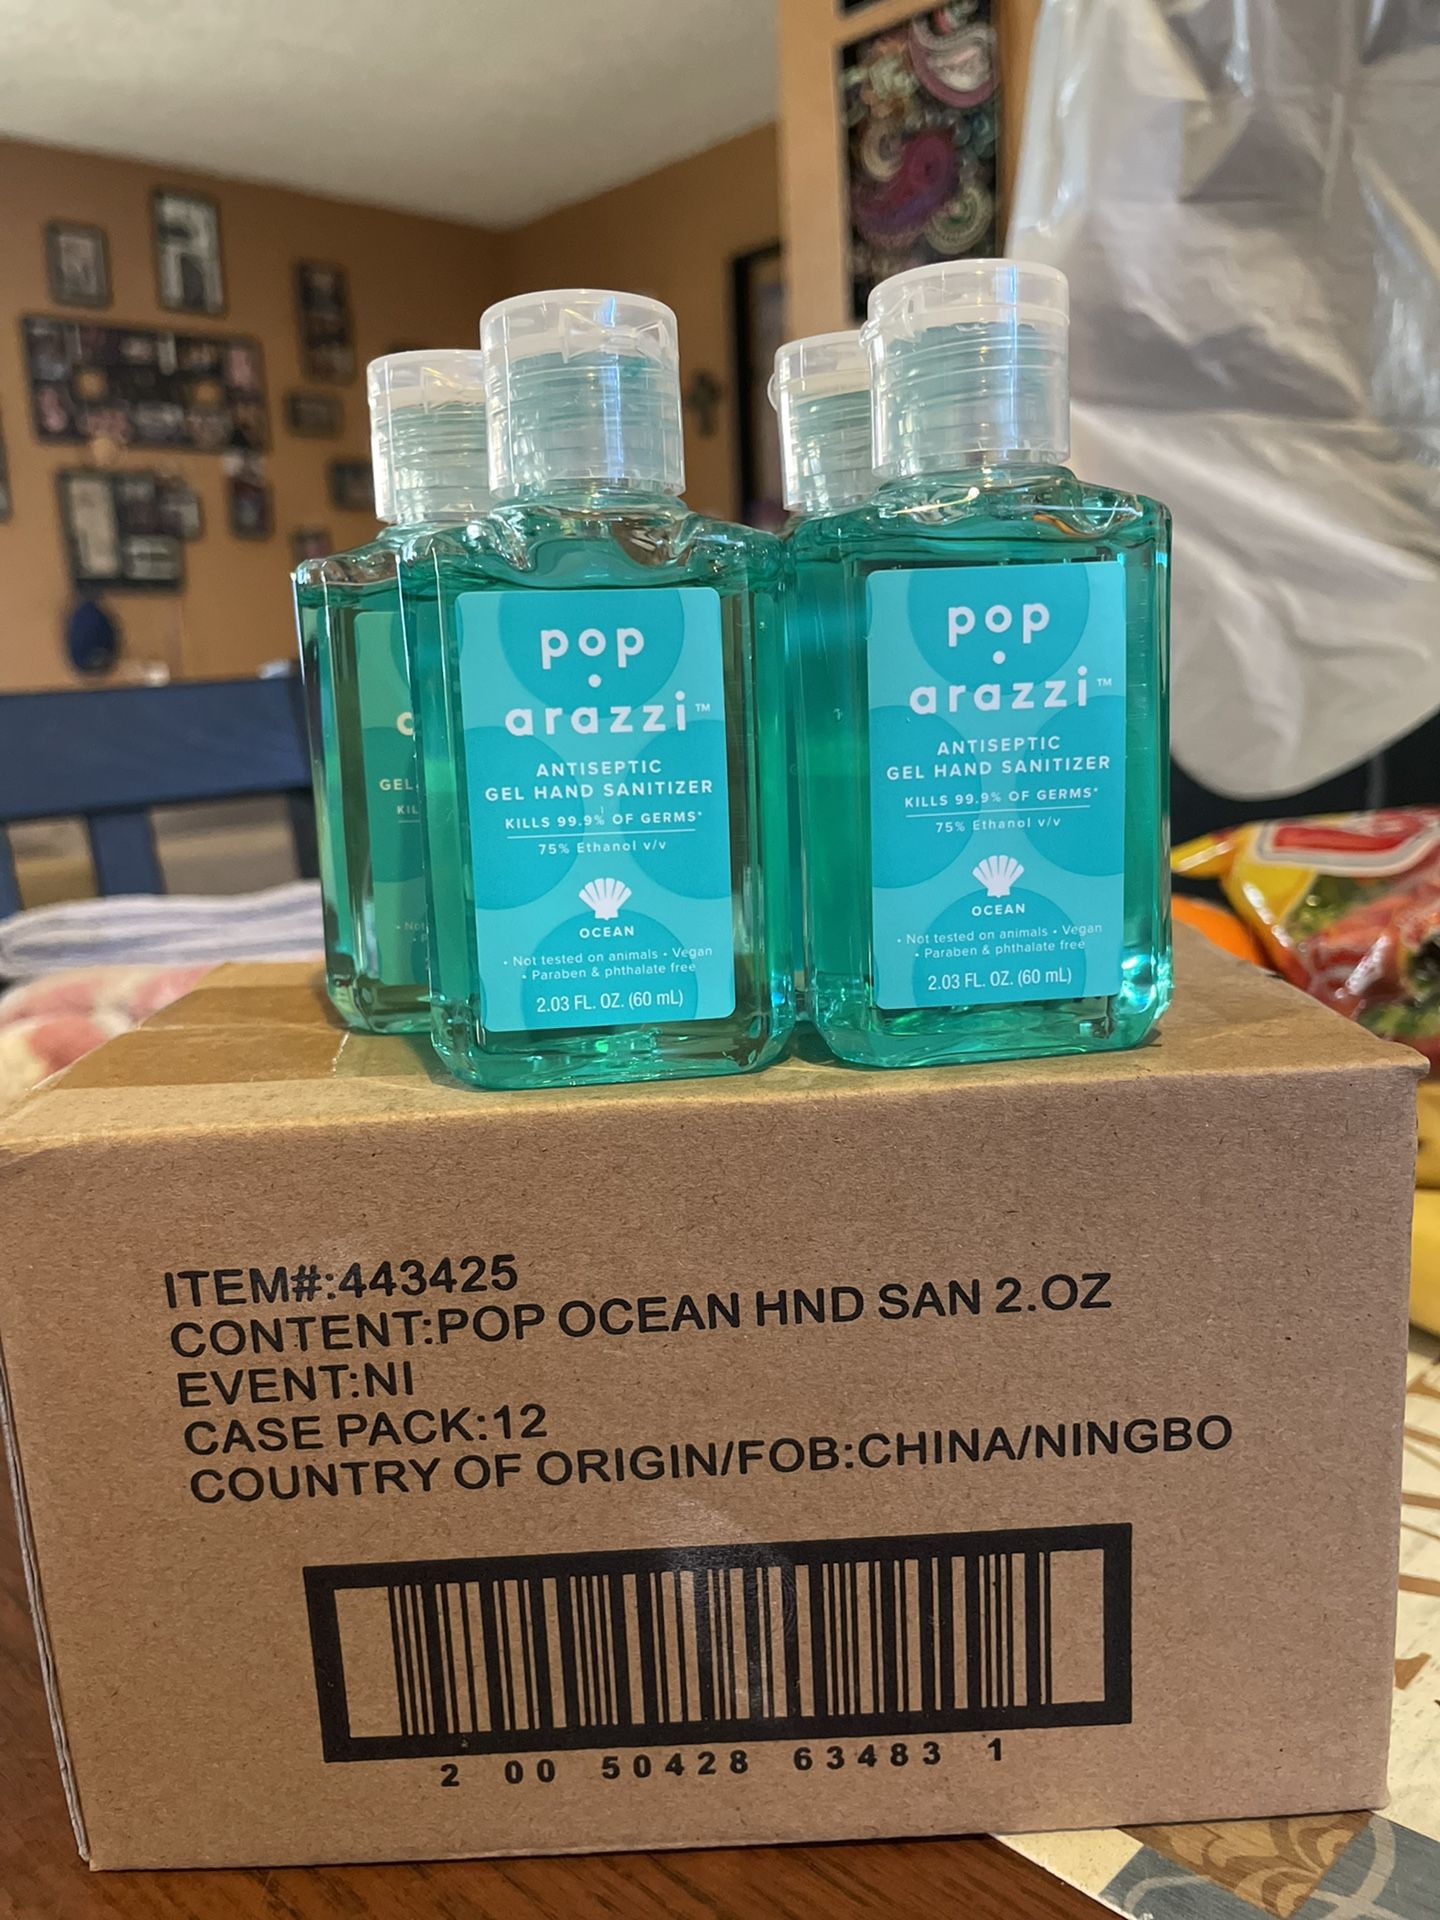 pop
•
arazzi™
ANTISEPTIC
GEL HAND SANITIZER
KILLS 99.9% OF GERMS*
75% Ethanol v/v
OCEAN
• Not tested on animals • Vegan
• Paraben & phthalate free
2.03 FL. OZ. (60 mL)
pop
•
arazzi™
ANTISEPTIC
GEL HAND SANITIZER
KILLS 99.9% OF GERMS*
75% Ethanol v/v
OCEAN
• Not tested on animals • Vegan
• Paraben & phthalate free
2.03 FL. OZ. (60 mL)
GEL
ITEM#:443425
CONTENT:POP OCEAN HND SAN 2.OZ
EVENT:NI
CASE PACK:12
COUNTRY OF ORIGIN/FOB:CHINA/NINGBO
2 00 50428 63483 1